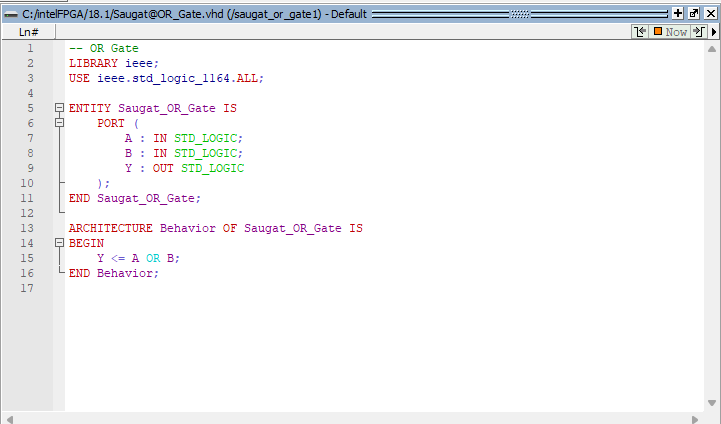 C:/intelFPGA/18.1/Saugat@OR_Gate.vhd (/saugat_or_gate1) - Default
Ln# Now
1 -- OR Gate
2 LIBRARY ieee;
3 USE ieee.std_logic_1164.ALL;
4
5 ENTITY Saugat_OR_Gate IS
6 PORT (
7 A : IN STD_LOGIC;
8 B : IN STD_LOGIC;
9 Y : OUT STD_LOGIC
10 );
11 END Saugat_OR_Gate;
12
13 ARCHITECTURE Behavior OF Saugat_OR_Gate IS
14 BEGIN
15 Y <= A OR B;
16 END Behavior;
17